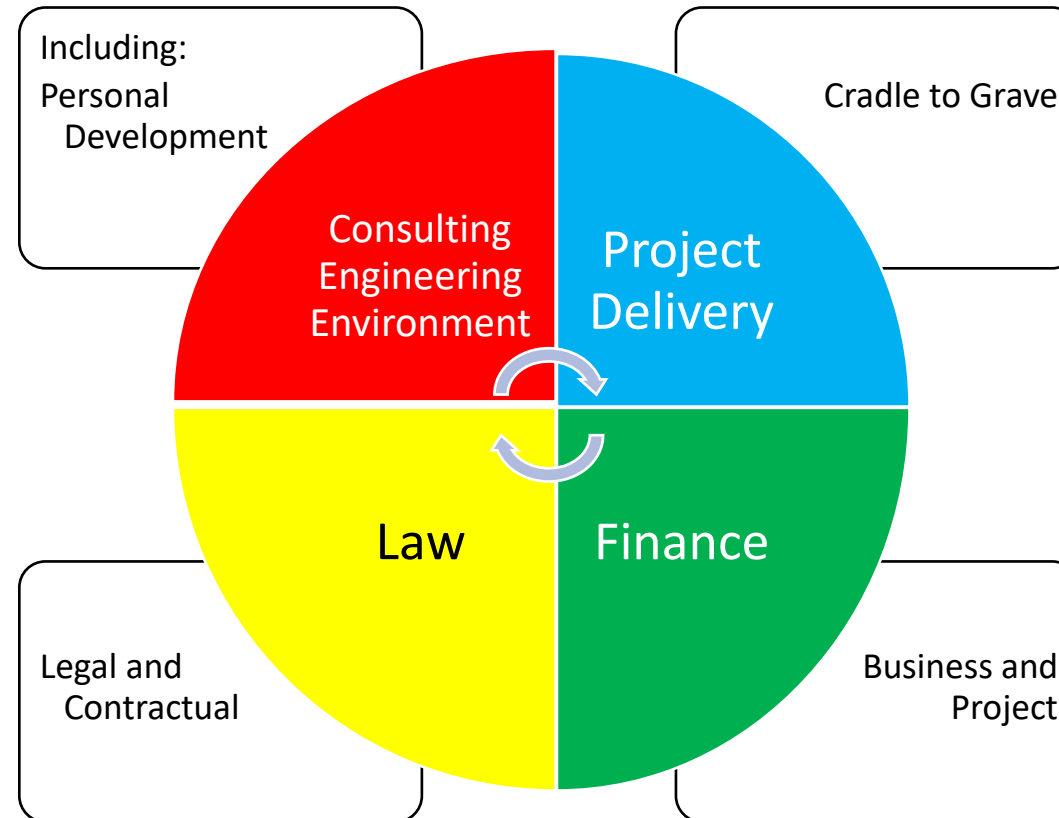 Including:
Personal
Development
Cradle to Grave
Consulting
Engineering
Environment
Project
Delivery
Law
Finance
Legal and
Contractual
Business and
Project